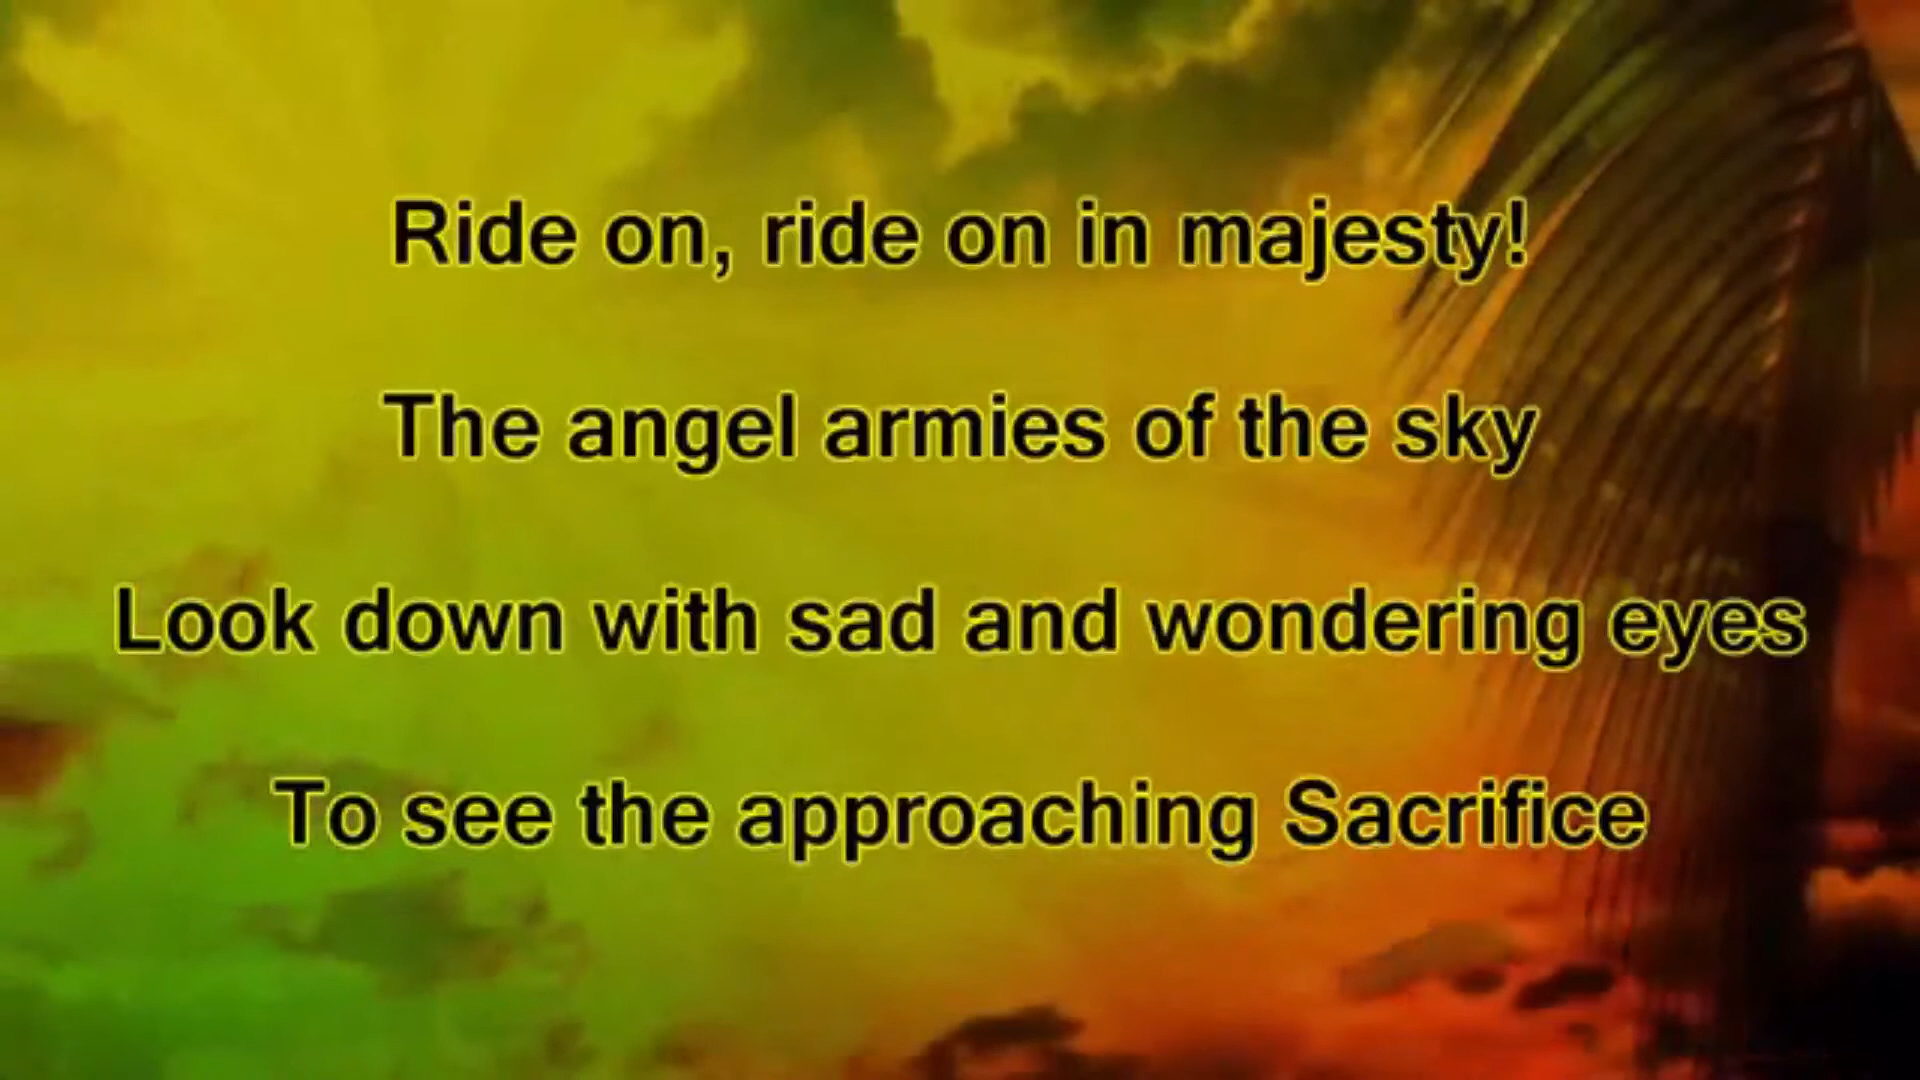 Ride on, ride on in majesty!
The angel armies of the sky
Look down with sad and wondering eyes
To see the approaching Sacrifice